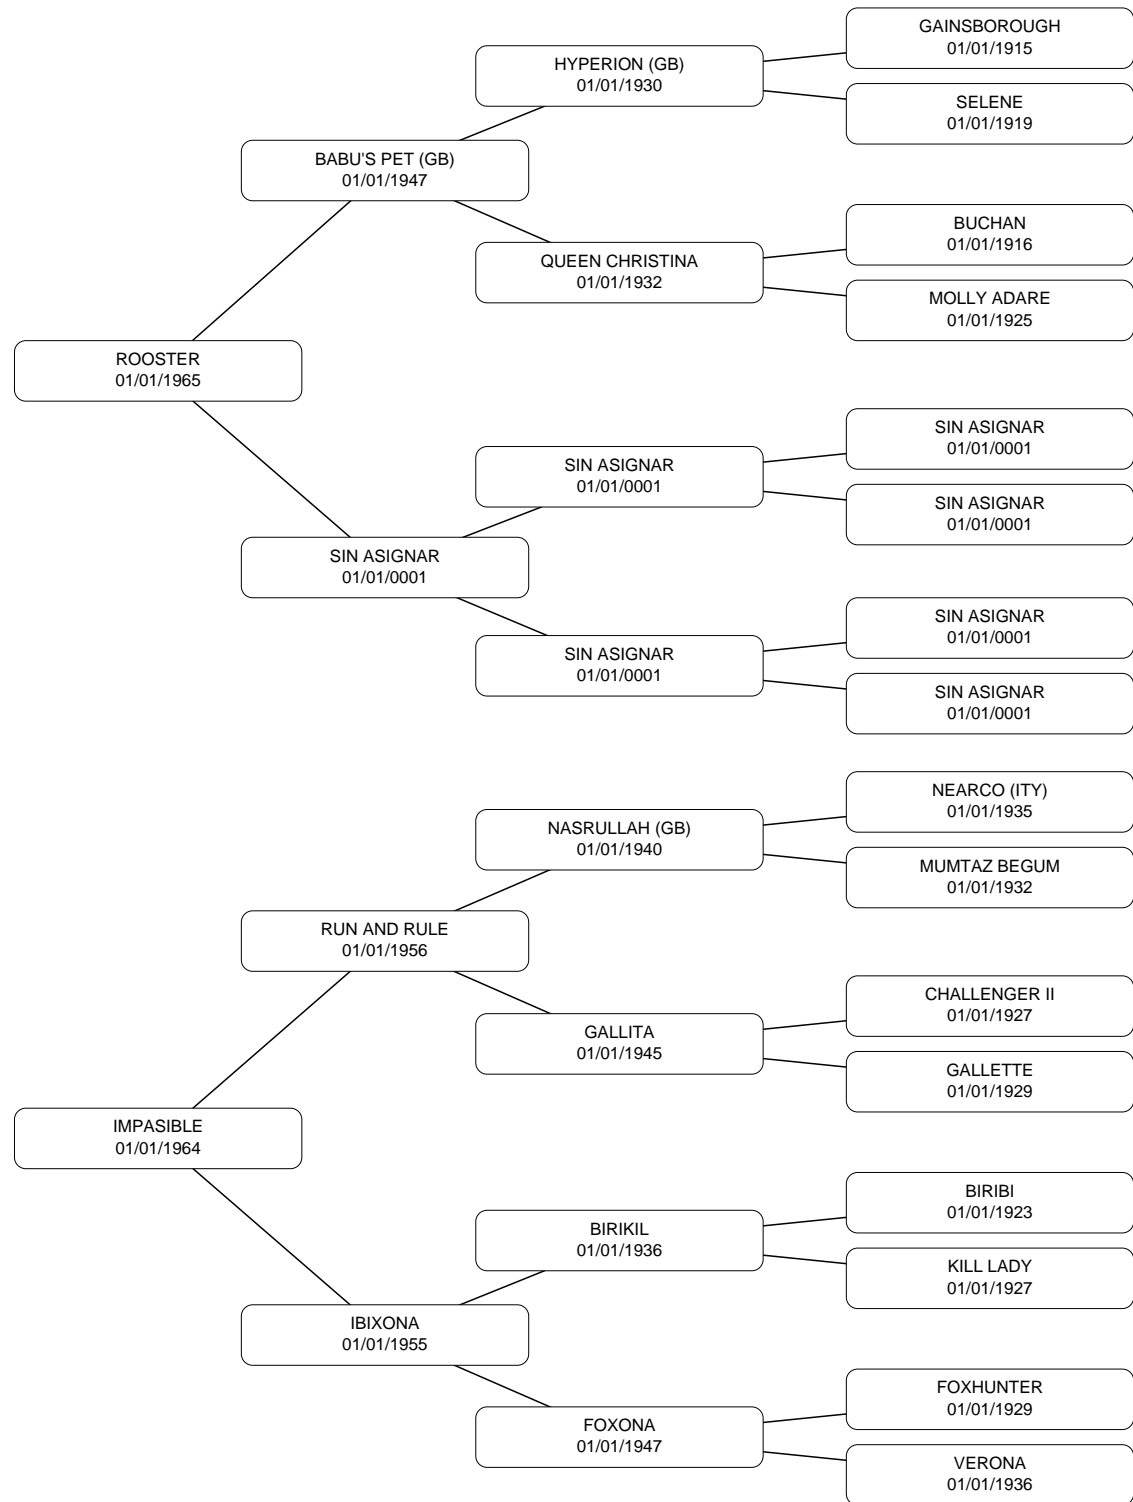 GAINSBOROUGH
01/01/1915
HYPERION (GB)
01/01/1930
SELENE
01/01/1919
BABU'S PET (GB)
01/01/1947
BUCHAN
01/01/1916
QUEEN CHRISTINA
01/01/1932
MOLLY ADARE
01/01/1925
ROOSTER
01/01/1965
SIN ASIGNAR
01/01/0001
SIN ASIGNAR
01/01/0001
SIN ASIGNAR
01/01/0001
SIN ASIGNAR
01/01/0001
SIN ASIGNAR
01/01/0001
SIN ASIGNAR
01/01/0001
SIN ASIGNAR
01/01/0001
NEARCO (ITY)
01/01/1935
NASRULLAH (GB)
01/01/1940
MUMTAZ BEGUM
01/01/1932
RUN AND RULE
01/01/1956
CHALLENGER II
01/01/1927
GALLITA
01/01/1945
GALLETTE
01/01/1929
IMPASIBLE
01/01/1964
BIRIBI
01/01/1923
BIRIKIL
01/01/1936
KILL LADY
01/01/1927
IBIXONA
01/01/1955
FOXHUNTER
01/01/1929
FOXONA
01/01/1947
VERONA
01/01/1936